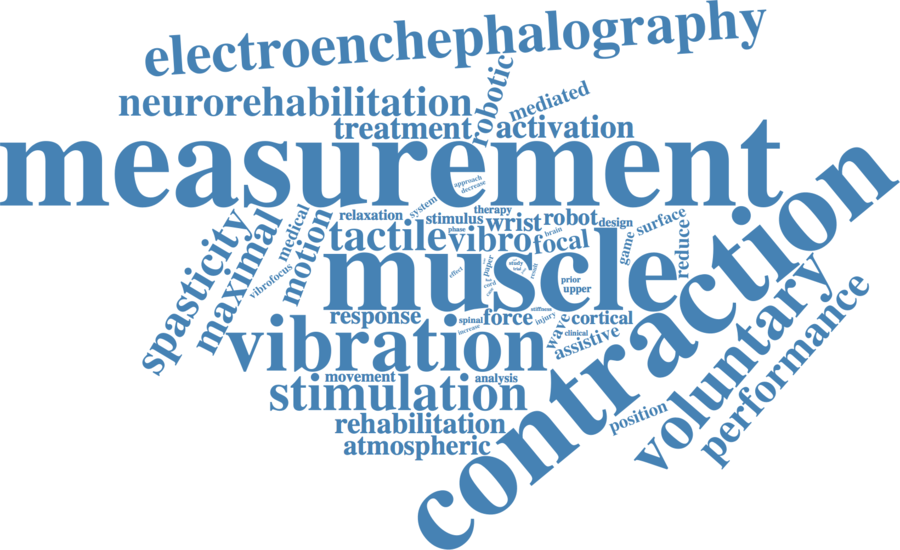 electroenchephalography
neurorehabilitation
robotic
mediated
treatment
activation
measurement
contraction
approach
decrease
system
therapy
relaxation
stimulus
wrist
robot
design
surface
game
reduce
spasticity
maximal
medical
motion
vibrofocus
tactile
vibro
phase
focal
brain
muscle
effect
paper
cord
study
result
prior
upper
response
spinal
increase
force
stiffness
injury
wave
cortical
clinical
assistive
vibration
voluntary
performance
movement
analysis
stimulation
position
rehabilitation
atmospheric